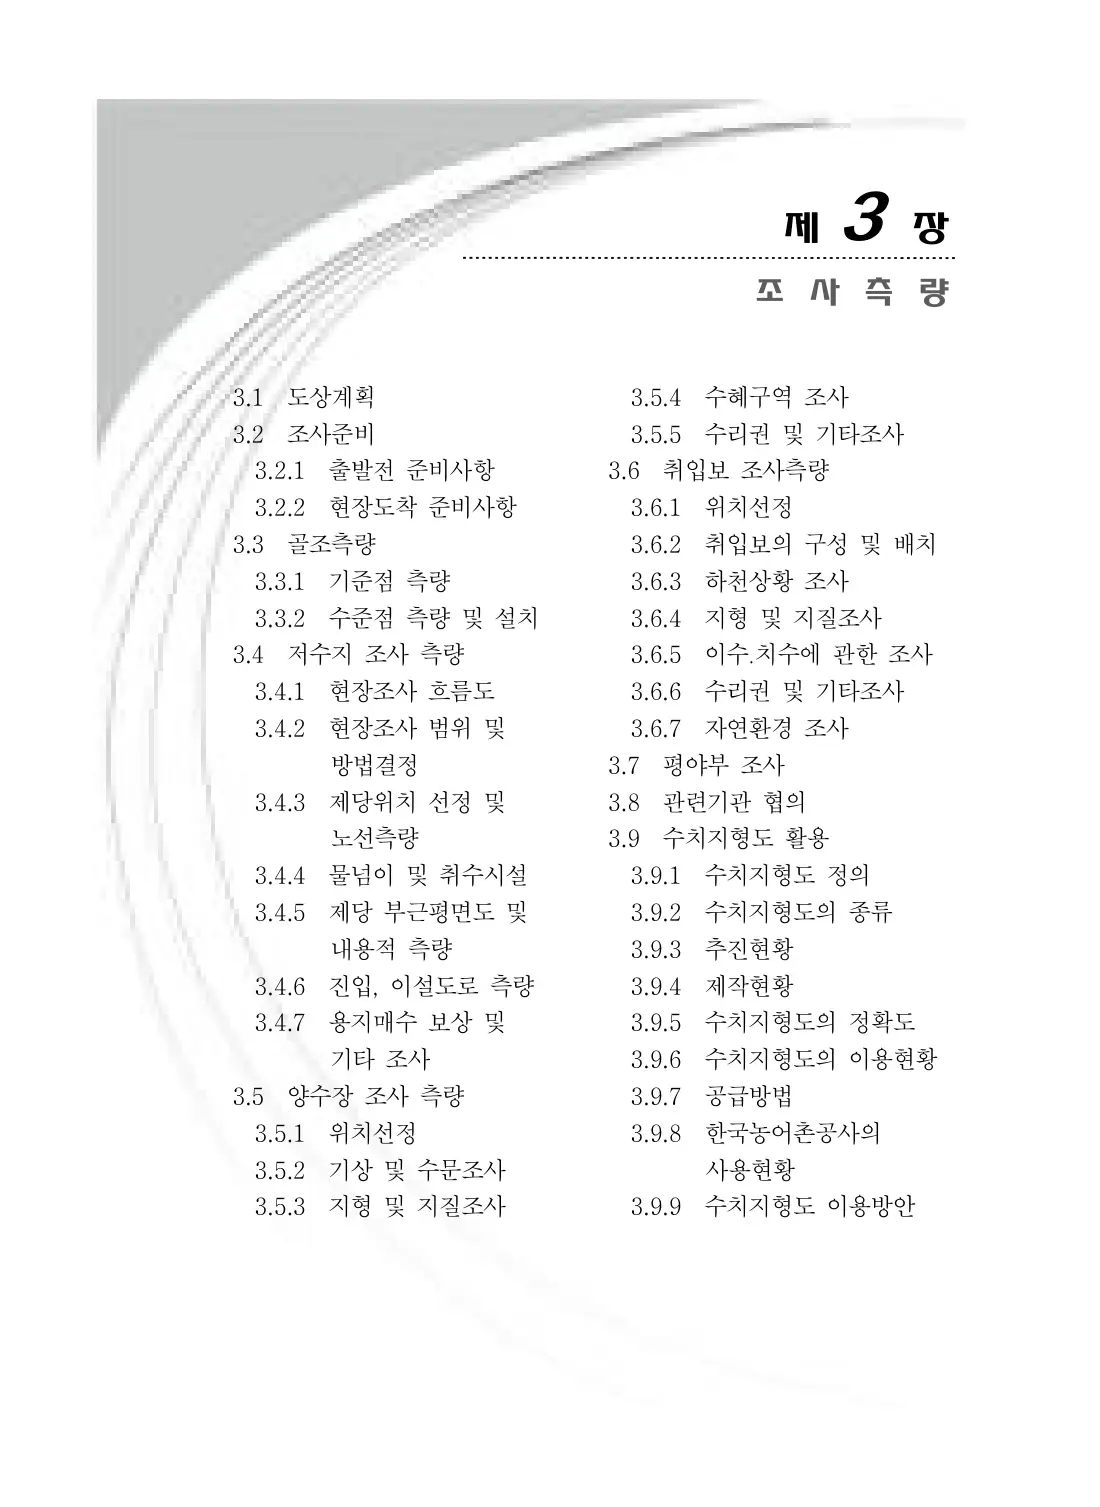 제 3 장
조 사 측 량
3.1 도상계획
3.2 조사준비
3.2.1 출발전 준비사항
3.2.2 현장도착 준비사항
3.3 골조측량
3.3.1 기준점 측량
3.3.2 수준점 측량 및 설치
3.4 저수지 조사 측량
3.4.1 현장조사 흐름도
3.4.2 현장조사 범위 및
방법결정
3.4.3 제당위치 선정 및
노선측량
3.4.4 물넘이 및 취수시설
3.4.5 제당 부근평면도 및
내용적 측량
3.4.6 진입, 이설도로 측량
3.4.7 용지매수 보상 및
기타 조사
3.5 양수장 조사 측량
3.5.1 위치선정
3.5.2 기상 및 수문조사
3.5.3 지형 및 지질조사
3.5.4 수혜구역 조사
3.5.5 수리권 및 기타조사
3.6 취입보 조사측량
3.6.1 위치선정
3.6.2 취입보의 구성 및 배치
3.6.3 하천상황 조사
3.6.4 지형 및 지질조사
3.6.5 이수.치수에 관한 조사
3.6.6 수리권 및 기타조사
3.6.7 자연환경 조사
3.7 평야부 조사
3.8 관련기관 협의
3.9 수치지형도 활용
3.9.1 수치지형도 정의
3.9.2 수치지형도의 종류
3.9.3 추진현황
3.9.4 제작현황
3.9.5 수치지형도의 정확도
3.9.6 수치지형도의 이용현황
3.9.7 공급방법
3.9.8 한국농어촌공사의
사용현황
3.9.9 수치지형도 이용방안